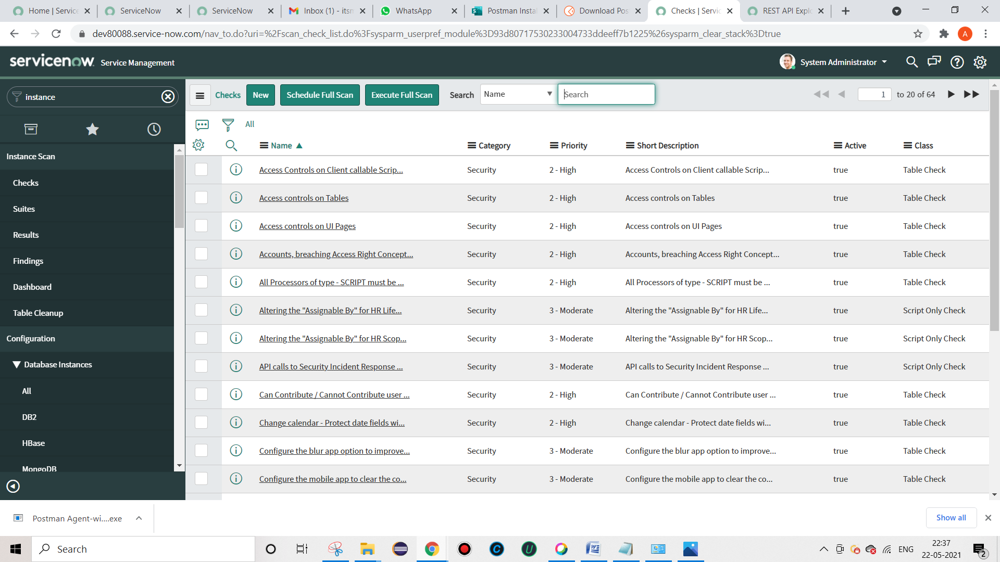 Home | Service
ServiceNow
ServiceNow
Inbox (1) - itsm
WhatsApp
Postman Instal
Download Pos
Checks | Servic
REST API Explo
dev80088.service-now.com/nav_to.do?uri=%2Fscan_check_list.do%3Fsysparm_userpref_module%3D93d80717530233004733ddeeff7b1225%26sysparm_clear_stack%3Dtrue
A
servicenow. Service Management
System Administrator
instance
Checks New Schedule Full Scan Execute Full Scan Search Name Search 1 to 20 of 64
All
Instance Scan
Checks
Suites
Results
Findings
Dashboard
Table Cleanup
Configuration
Database Instances
All
DB2
HBase
MongoDB
Name Category Priority Short Description Active Class
Access Controls on Client callable Scrip... Security 2 - High Access Controls on Client callable Scrip... true Table Check
Access controls on Tables Security 2 - High Access controls on Tables true Table Check
Access controls on UI Pages Security 2 - High Access controls on UI Pages true Table Check
Accounts, breaching Access Right Concept... Security 2 - High Accounts, breaching Access Right Concept... true Table Check
All Processors of type - SCRIPT must be ... Security 2 - High All Processors of type - SCRIPT must be ... true Table Check
Altering the "Assignable By" for HR Life... Security 3 - Moderate Altering the "Assignable By" for HR Life... true Script Only Check
Altering the "Assignable By" for HR Scop... Security 3 - Moderate Altering the "Assignable By" for HR Scop... true Script Only Check
API calls to Security Incident Response ... Security 3 - Moderate API calls to Security Incident Response ... true Script Only Check
Can Contribute / Cannot Contribute user ... Security 2 - High Can Contribute / Cannot Contribute user ... true Table Check
Change calendar - Protect date fields wi... Security 2 - High Change calendar - Protect date fields wi... true Table Check
Configure the blur app option to improve... Security 3 - Moderate Configure the blur app option to improve... true Table Check
Configure the mobile app to clear the co... Security 3 - Moderate Configure the mobile app to clear the co... true Table Check
Postman Agent-wi....exe
Show all
Search
ENG
22:37
22-05-2021
2